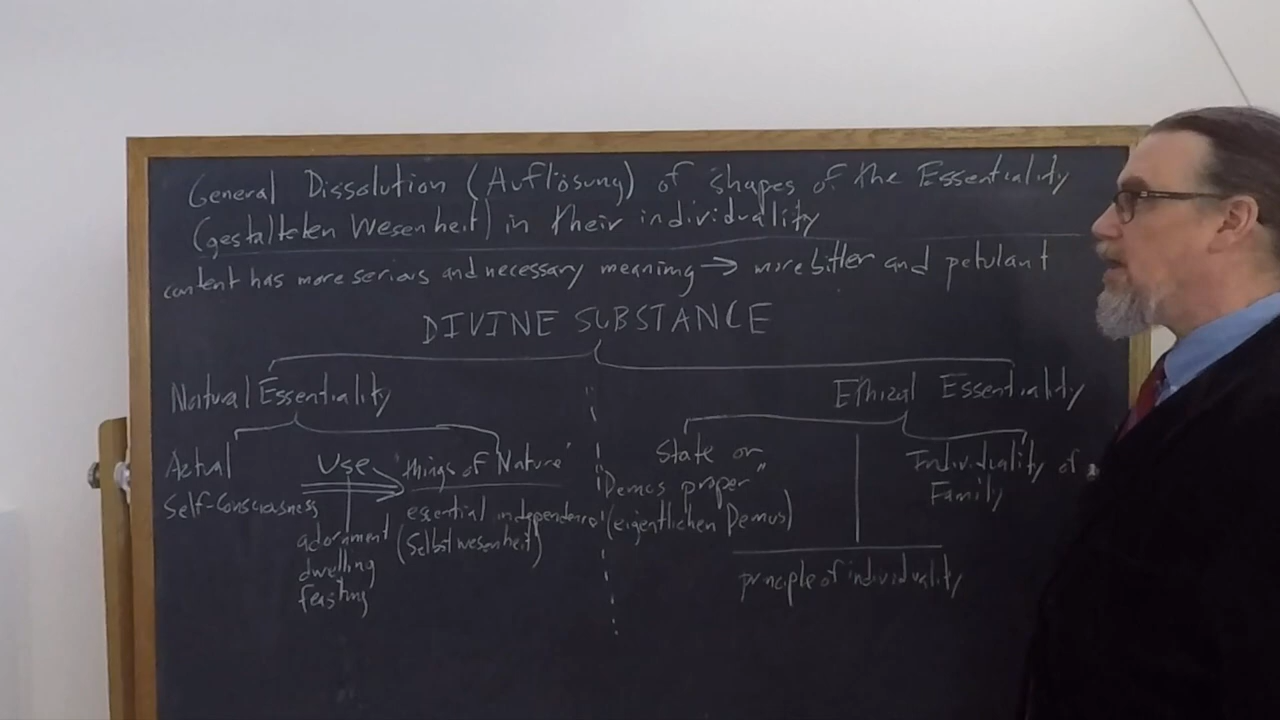 General Dissolution (Auflösung) of shapes of the Essentiality
(gestalteten Wesenheit) in their individuality
content has more serious and necessary meaning → more bitter and petulant
DIVINE SUBSTANCE
Natural Essentiality
Actual
Self-Consciousness
Use
adornment
dwelling
feasting
"things of Nature"
essential independence
(Selbstwesenheit)
Ethical Essentiality
State or
"Demos proper"
(eigentlichen Demus)
Individuality of
Family
principle of individuality